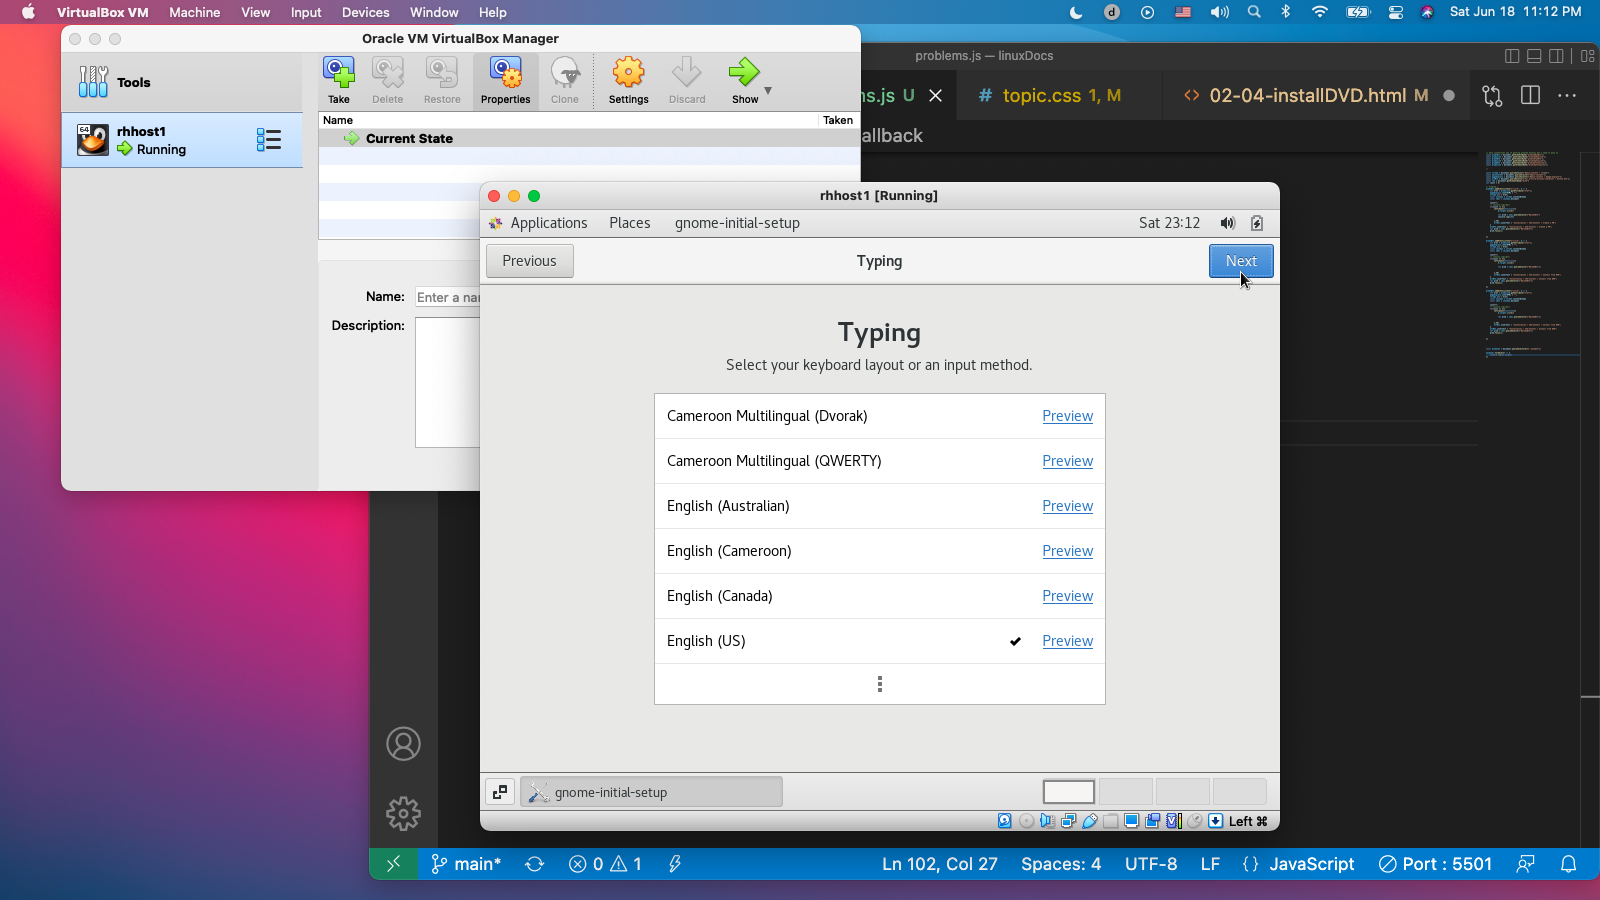 VirtualBox VM Machine View Input Devices Window Help
Sat Jun 18 11:12 PM
Oracle VM VirtualBox Manager
Tools
Take Delete Restore Properties Clone Settings Discard Show
64
rhhost1
Running
Name Taken
Current State
Name:
Enter a nar
Description:
problems.js — linuxDocs
ns.js U
# topic.css 1, M
<> 02-04-installDVD.html M
allback
rhhost1 [Running]
Applications Places gnome-initial-setup
Sat 23:12
Previous
Typing
Next
Typing
Select your keyboard layout or an input method.
Cameroon Multilingual (Dvorak) Preview
Cameroon Multilingual (QWERTY) Preview
English (Australian) Preview
English (Cameroon) Preview
English (Canada) Preview
English (US) Preview
gnome-initial-setup
Left ⌘
main* 0 1
Ln 102, Col 27 Spaces: 4 UTF-8 LF {} JavaScript Port : 5501